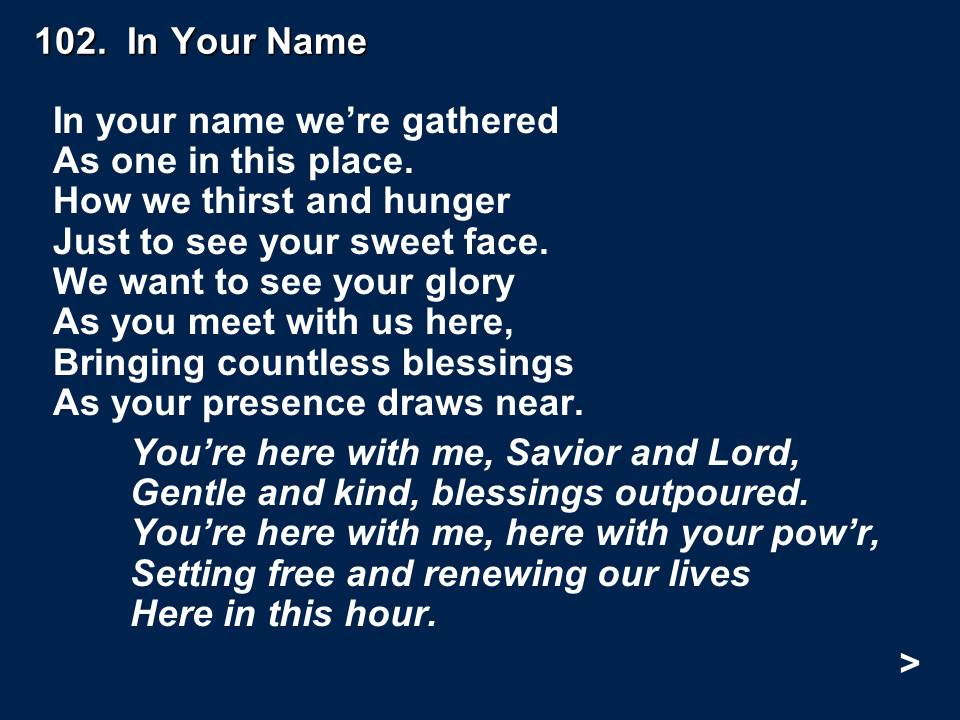 102.  In Your Name
In your name we’re gathered
As one in this place.
How we thirst and hunger
Just to see your sweet face.
We want to see your glory
As you meet with us here,
Bringing countless blessings
As your presence draws near.
You’re here with me, Savior and Lord,
Gentle and kind, blessings outpoured.
You’re here with me, here with your pow’r,
Setting free and renewing our lives
Here in this hour.
>